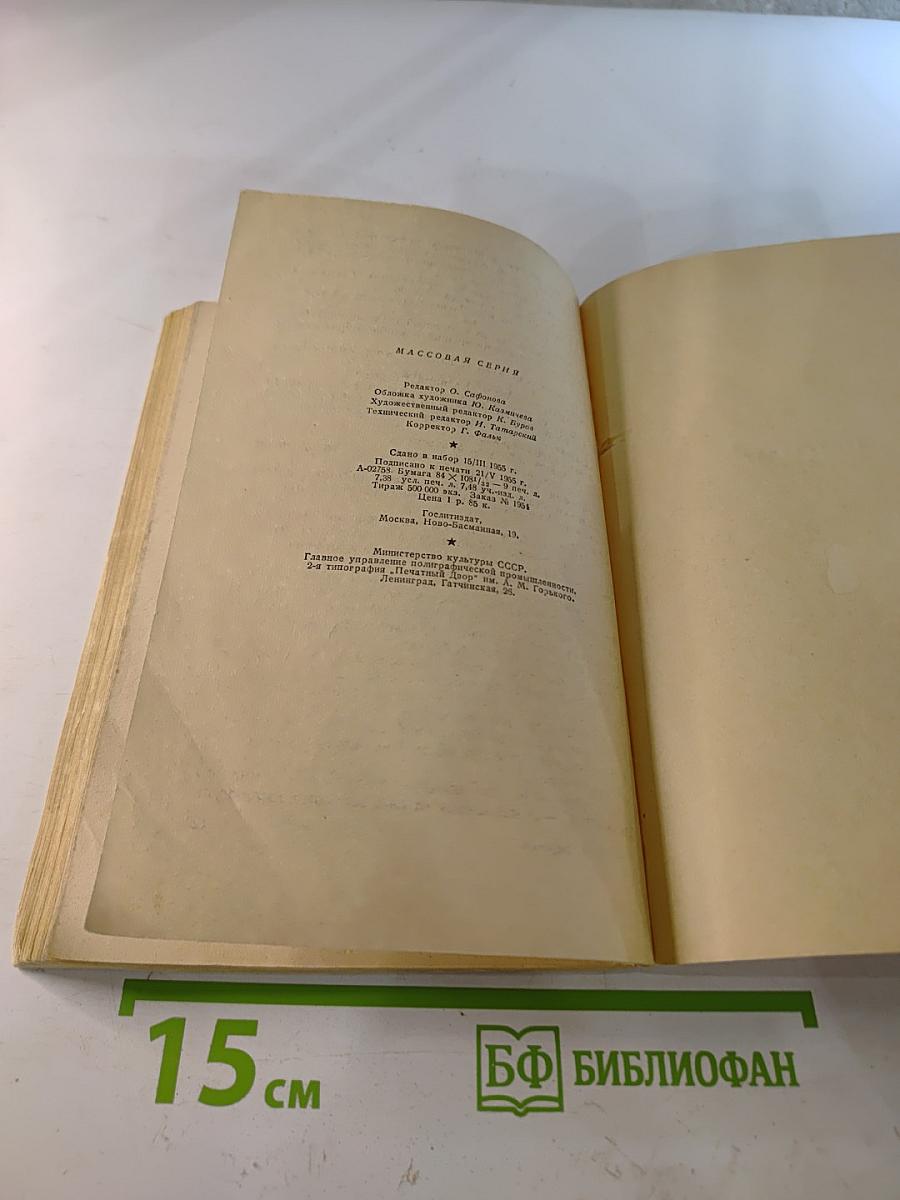 МАССОВАЯ СЕРИЯ
Редактор О. Сафонова
Обложка художника Ю. Казмичева
Художественный редактор К. Буров
Технический редактор И. Татарский
Корректор Г. Фальк
★
Сдано в набор 15/III 1955 г.
Подписано к печати 21/V 1955 г.
А-02758. Бумага 84 × 108¹/₃₂ — 9 печ. л.
7,38 усл. печ. л. 7,48 уч.-изд. л.
Тираж 500 000 экз. Заказ № 1954
Цена 1 р. 85 к.
Гослитиздат,
Москва, Ново-Басманная, 19.
★
Министерство культуры СССР.
Главное управление полиграфической промышленности,
2-я типография „Печатный Двор“ им. А. М. Горького.
Ленинград, Гатчинская, 26.
15 см
БФ БИБЛИОФАН